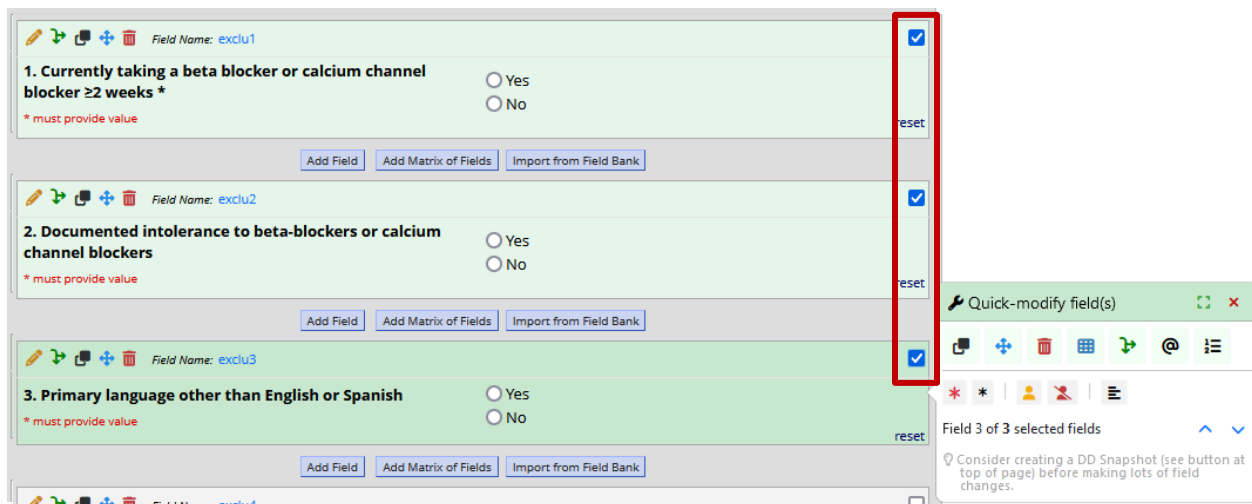 Field Name: exclu1
1. Currently taking a beta blocker or calcium channel
blocker ≥2 weeks *
Yes
No
* must provide value
reset
Add Field
Add Matrix of Fields
Import from Field Bank
Field Name: exclu2
2. Documented intolerance to beta-blockers or calcium
channel blockers
Yes
No
* must provide value
reset
Add Field
Add Matrix of Fields
Import from Field Bank
Field Name: exclu3
3. Primary language other than English or Spanish
Yes
No
* must provide value
reset
Add Field
Add Matrix of Fields
Import from Field Bank
Quick-modify field(s)
Field 3 of 3 selected fields
Consider creating a DD Snapshot (see button at
top of page) before making lots of field
changes.